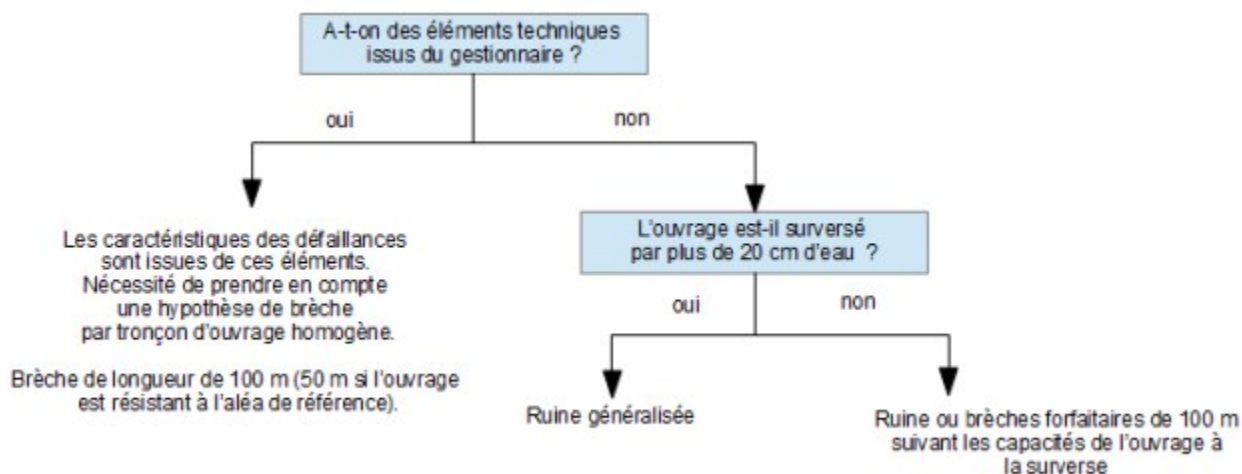 A-t-on des éléments techniques
issus du gestionnaire ?
oui
non
Les caractéristiques des défaillances
sont issues de ces éléments.
Nécessité de prendre en compte
une hypothèse de brèche
par tronçon d'ouvrage homogène.
Brèche de longueur de 100 m (50 m si l'ouvrage
est résistant à l'aléa de référence).
L'ouvrage est-il surversé
par plus de 20 cm d'eau ?
oui
non
Ruine généralisée
Ruine ou brèches forfaitaires de 100 m
suivant les capacités de l'ouvrage à
la surverse